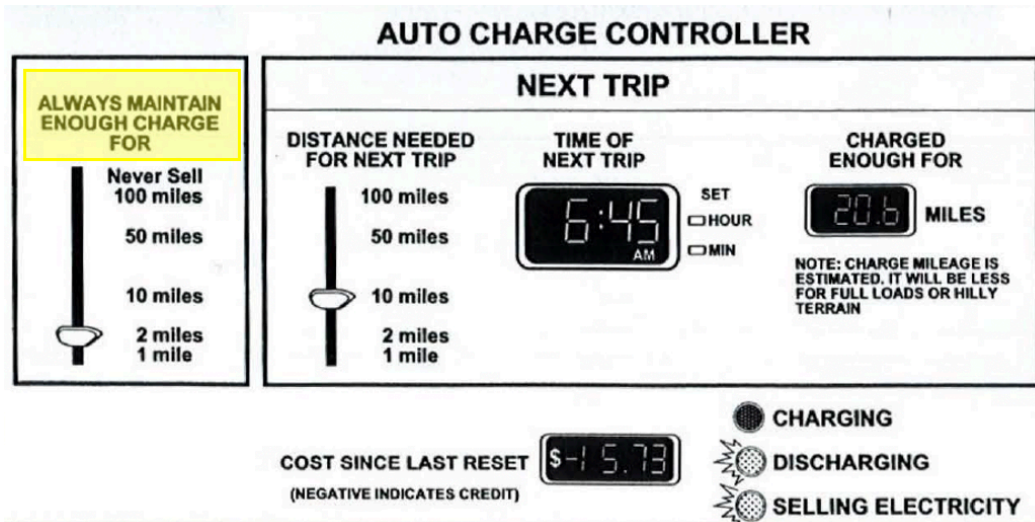 AUTO CHARGE CONTROLLER
ALWAYS MAINTAIN
ENOUGH CHARGE
FOR
Never Sell
100 miles
50 miles
10 miles
2 miles
1 mile
NEXT TRIP
DISTANCE NEEDED
FOR NEXT TRIP
100 miles
50 miles
10 miles
2 miles
1 mile
TIME OF
NEXT TRIP
6:45
AM
SET
HOUR
MIN
CHARGED
ENOUGH FOR
20.6 MILES
NOTE: CHARGE MILEAGE IS
ESTIMATED. IT WILL BE LESS
FOR FULL LOADS OR HILLY
TERRAIN
COST SINCE LAST RESET $-15.73
(NEGATIVE INDICATES CREDIT)
CHARGING
DISCHARGING
SELLING ELECTRICITY